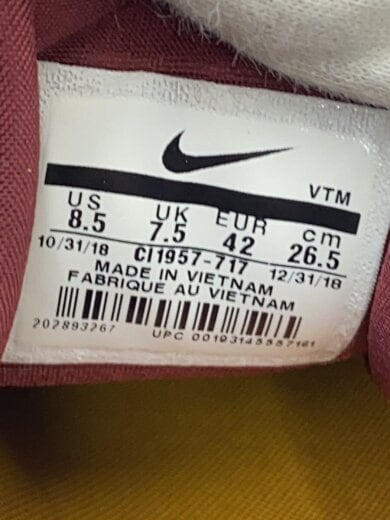 VTM
US UK EUR cm
8.5 7.5 42 26.5
10/31/18 CI1957-717 12/31/18
MADE IN VIETNAM
FABRIQUE AU VIETNAM
202893267 UPC 00193145557161